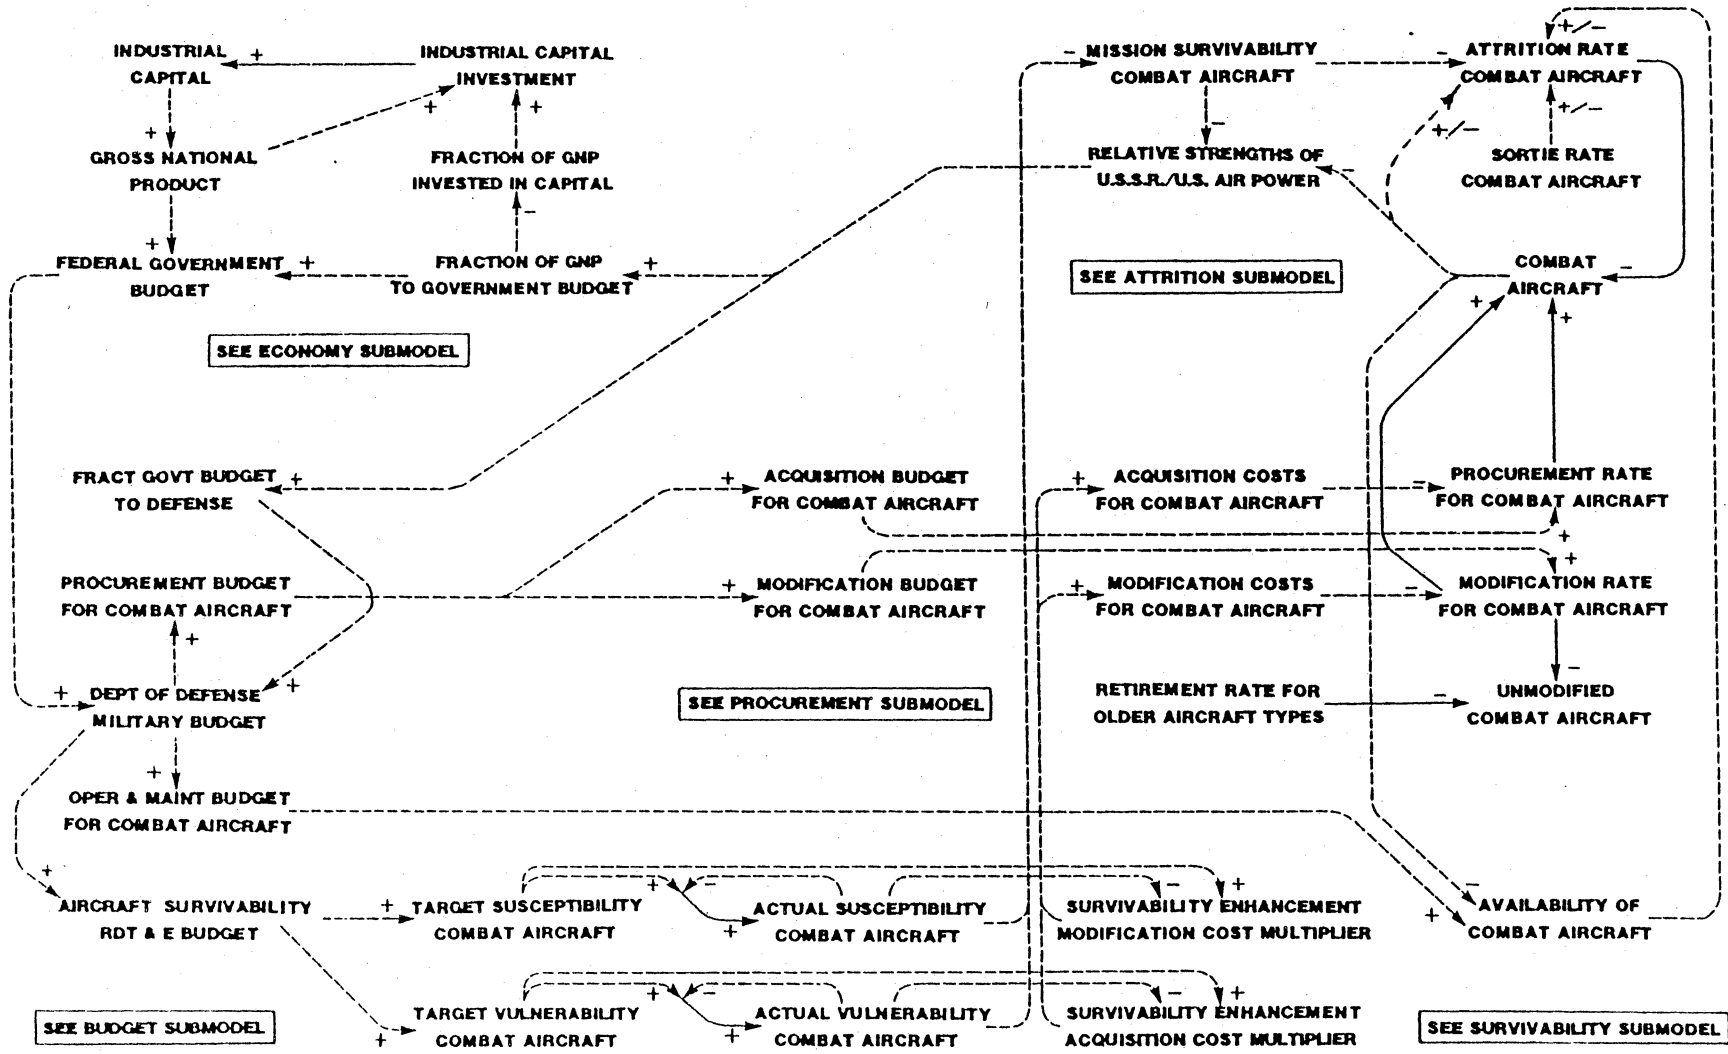 INDUSTRIAL
CAPITAL
+
INDUSTRIAL CAPITAL
INVESTMENT
+
+
+
GROSS NATIONAL
PRODUCT
FRACTION OF GNP
INVESTED IN CAPITAL
+
-
FEDERAL GOVERNMENT
BUDGET
+
FRACTION OF GNP
TO GOVERNMENT BUDGET
+
SEE ECONOMY SUBMODEL
-
MISSION SURVIVABILITY
COMBAT AIRCRAFT
-
+/-
ATTRITION RATE
COMBAT AIRCRAFT
-
+/-
+/-
RELATIVE STRENGTHS OF
U.S.S.R./U.S. AIR POWER
-
SORTIE RATE
COMBAT AIRCRAFT
SEE ATTRITION SUBMODEL
COMBAT
AIRCRAFT
-
+
+
FRACT GOVT BUDGET
TO DEFENSE
+
+
ACQUISITION BUDGET
FOR COMBAT AIRCRAFT
+
ACQUISITION COSTS
FOR COMBAT AIRCRAFT
-
PROCUREMENT RATE
FOR COMBAT AIRCRAFT
+
+
PROCUREMENT BUDGET
FOR COMBAT AIRCRAFT
+
MODIFICATION BUDGET
FOR COMBAT AIRCRAFT
+
MODIFICATION COSTS
FOR COMBAT AIRCRAFT
-
MODIFICATION RATE
FOR COMBAT AIRCRAFT
+
+
-
+
DEPT OF DEFENSE
MILITARY BUDGET
SEE PROCUREMENT SUBMODEL
RETIREMENT RATE FOR
OLDER AIRCRAFT TYPES
-
UNMODIFIED
COMBAT AIRCRAFT
+
OPER & MAINT BUDGET
FOR COMBAT AIRCRAFT
+
AIRCRAFT SURVIVABILITY
RDT & E BUDGET
+
TARGET SUSCEPTIBILITY
COMBAT AIRCRAFT
+
-
+
ACTUAL SUSCEPTIBILITY
COMBAT AIRCRAFT
-
+
SURVIVABILITY ENHANCEMENT
MODIFICATION COST MULTIPLIER
-
+
AVAILABILITY OF
COMBAT AIRCRAFT
+
TARGET VULNERABILITY
COMBAT AIRCRAFT
+
-
+
ACTUAL VULNERABILITY
COMBAT AIRCRAFT
-
+
SURVIVABILITY ENHANCEMENT
ACQUISITION COST MULTIPLIER
SEE BUDGET SUBMODEL
SEE SURVIVABILITY SUBMODEL